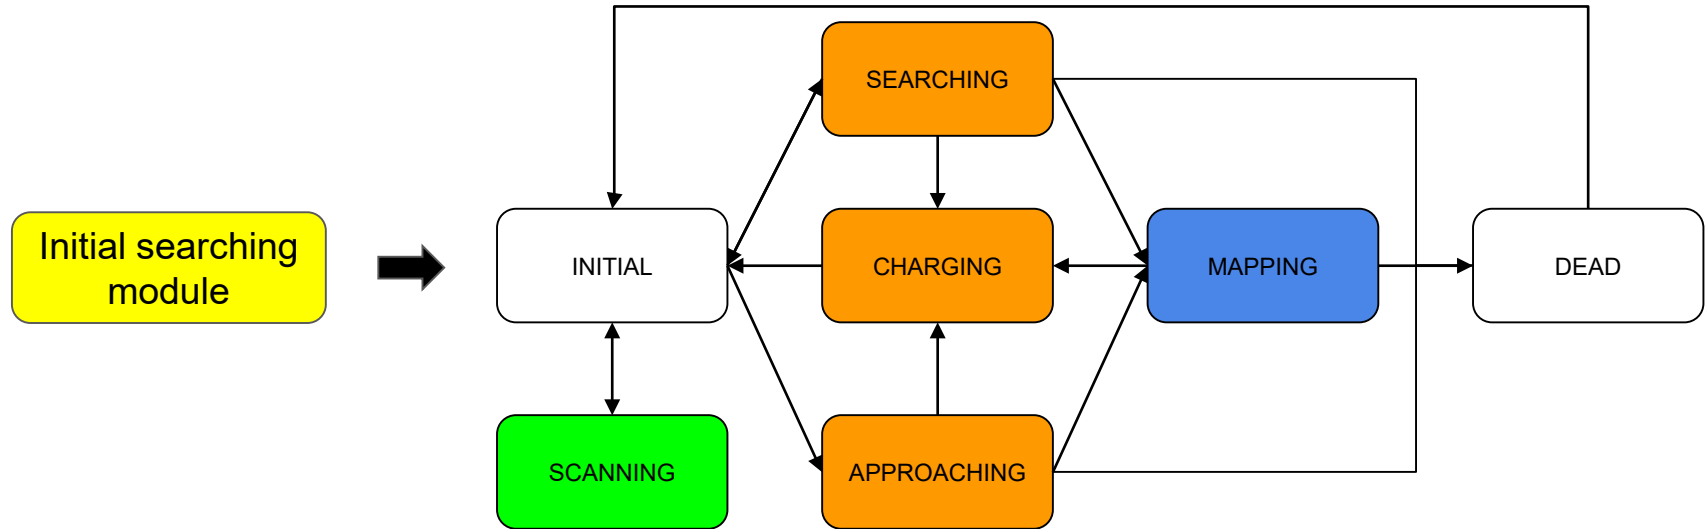 SEARCHING
Initial searching
module
INITIAL
CHARGING
MAPPING
DEAD
SCANNING
APPROACHING